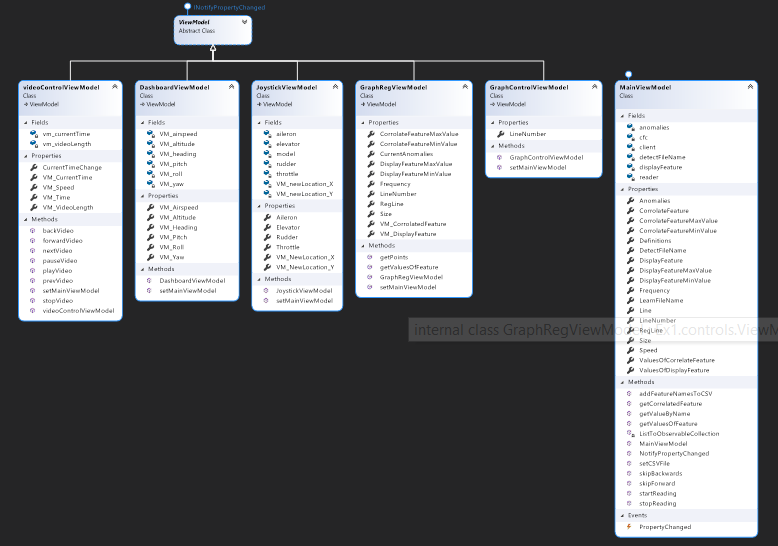 INotifyPropertyChanged
ViewModel
Abstract Class
videoControlViewModel
Class
ViewModel
Fields
vm_currentTime
vm_videoLength
Properties
CurrentTimeChange
VM_CurrentTime
VM_Speed
VM_Time
VM_VideoLength
Methods
backVideo
forwardVideo
nextVideo
pauseVideo
playVideo
prevVideo
setMainViewModel
stopVideo
videoControlViewModel
DashboardViewModel
Class
ViewModel
Fields
VM_airspeed
VM_altitude
VM_heading
VM_pitch
VM_roll
VM_yaw
Properties
VM_Airspeed
VM_Altitude
VM_Heading
VM_Pitch
VM_Roll
VM_Yaw
Methods
DashboardViewModel
setMainViewModel
JoystickViewModel
Class
ViewModel
Fields
aileron
elevator
model
rudder
throttle
VM_newLocation_X
VM_newLocation_Y
Properties
Aileron
Elevator
Rudder
Throttle
VM_NewLocation_X
VM_NewLocation_Y
Methods
JoystickViewModel
setMainViewModel
GraphRegViewModel
Class
ViewModel
Properties
CorrolateFeatureMaxValue
CorrolateFeatureMinValue
CurrentAnomalies
DisplayFeatureMaxValue
DisplayFeatureMinValue
Frequency
LineNumber
RegLine
Size
VM_CorrolatedFeature
VM_DisplayFeature
Methods
getPoints
getValuesOfFeature
GraphRegViewModel
setMainViewModel
GraphControlViewModel
Class
ViewModel
Properties
LineNumber
Methods
GraphControlViewModel
setMainViewModel
MainViewModel
Class
Fields
anomalies
cfc
client
detectFileName
displayFeature
reader
Properties
Anomalies
CorrolateFeature
CorrolateFeatureMaxValue
CorrolateFeatureMinValue
Definitions
DetectFileName
DisplayFeature
DisplayFeatureMaxValue
DisplayFeatureMinValue
Frequency
LearnFileName
Line
LineNumber
RegLine
Size
Speed
ValuesOfCorrelateFeature
ValuesOfDisplayFeature
Methods
addFeatureNamesToCSV
getCorrelatedFeature
getValueByName
getValuesOfFeature
ListToObservableCollection
MainViewModel
NotifyPropertyChanged
setCSVFile
skipBackwards
skipForward
startReading
stopReading
Events
PropertyChanged
internal class GraphRegViewMode x1.controls.ViewM